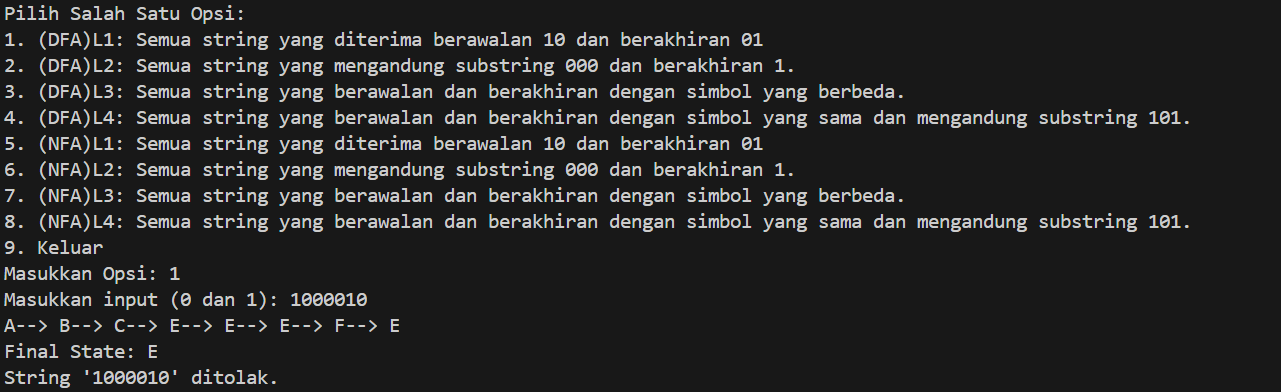 Pilih Salah Satu Opsi:
1. (DFA)L1: Semua string yang diterima berawalan 10 dan berakhiran 01
2. (DFA)L2: Semua string yang mengandung substring 000 dan berakhiran 1.
3. (DFA)L3: Semua string yang berawalan dan berakhiran dengan simbol yang berbeda.
4. (DFA)L4: Semua string yang berawalan dan berakhiran dengan simbol yang sama dan mengandung substring 101.
5. (NFA)L1: Semua string yang diterima berawalan 10 dan berakhiran 01
6. (NFA)L2: Semua string yang mengandung substring 000 dan berakhiran 1.
7. (NFA)L3: Semua string yang berawalan dan berakhiran dengan simbol yang berbeda.
8. (NFA)L4: Semua string yang berawalan dan berakhiran dengan simbol yang sama dan mengandung substring 101.
9. Keluar
Masukkan Opsi: 1
Masukkan input (0 dan 1): 1000010
A--> B--> C--> E--> E--> E--> F--> E
Final State: E
String '1000010' ditolak.